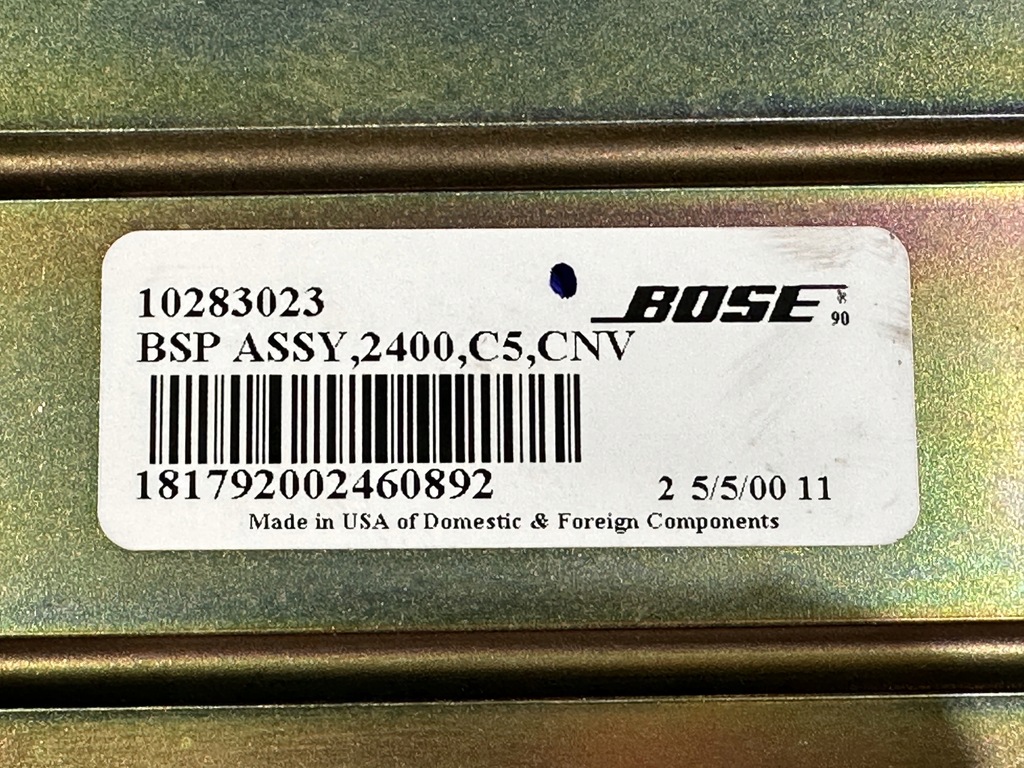 10283023
BOSE ®
90
BSP ASSY,2400,C5,CNV
181792002460892
2 5/5/00 11
Made in USA of Domestic & Foreign Components